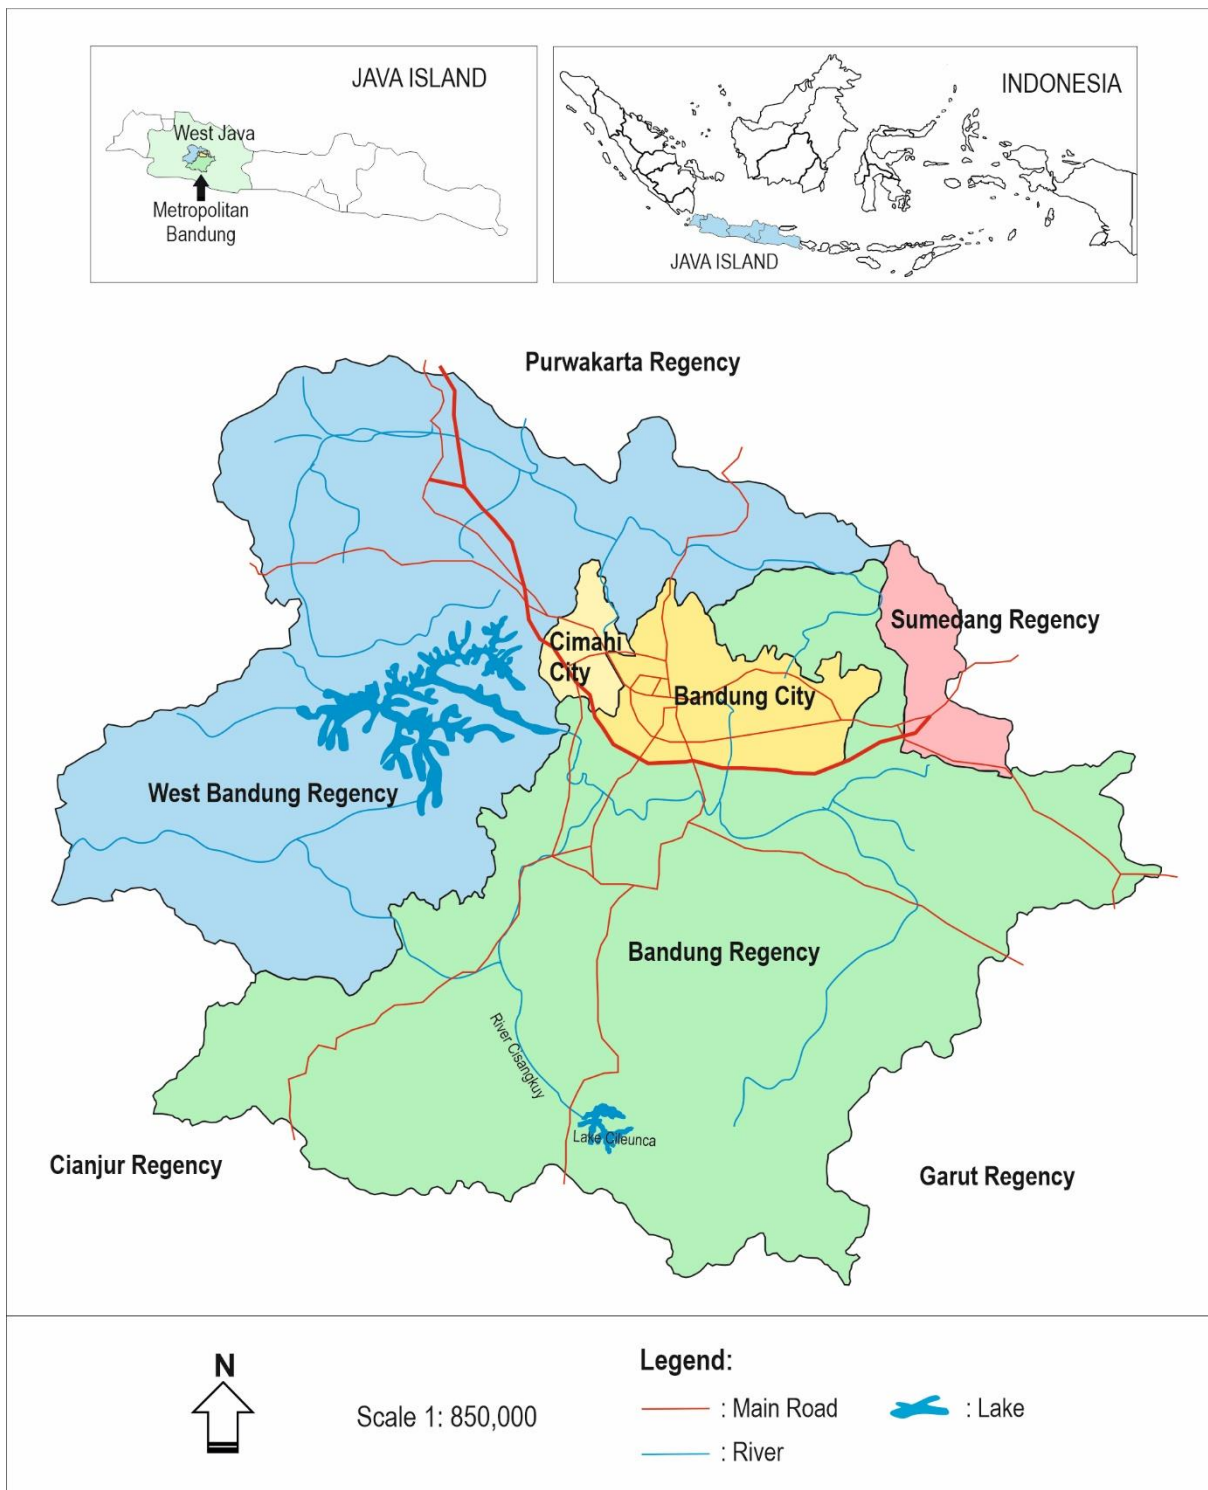 JAVA ISLAND
West Java
Metropolitan
Bandung
INDONESIA
JAVA ISLAND
Purwakarta Regency
Sumedang Regency
Cimahi
City
Bandung City
West Bandung Regency
Bandung Regency
River Cisangkuy
Lake Cileunca
Cianjur Regency
Garut Regency
N
Scale 1: 850,000
Legend:
: Main Road
: Lake
: River